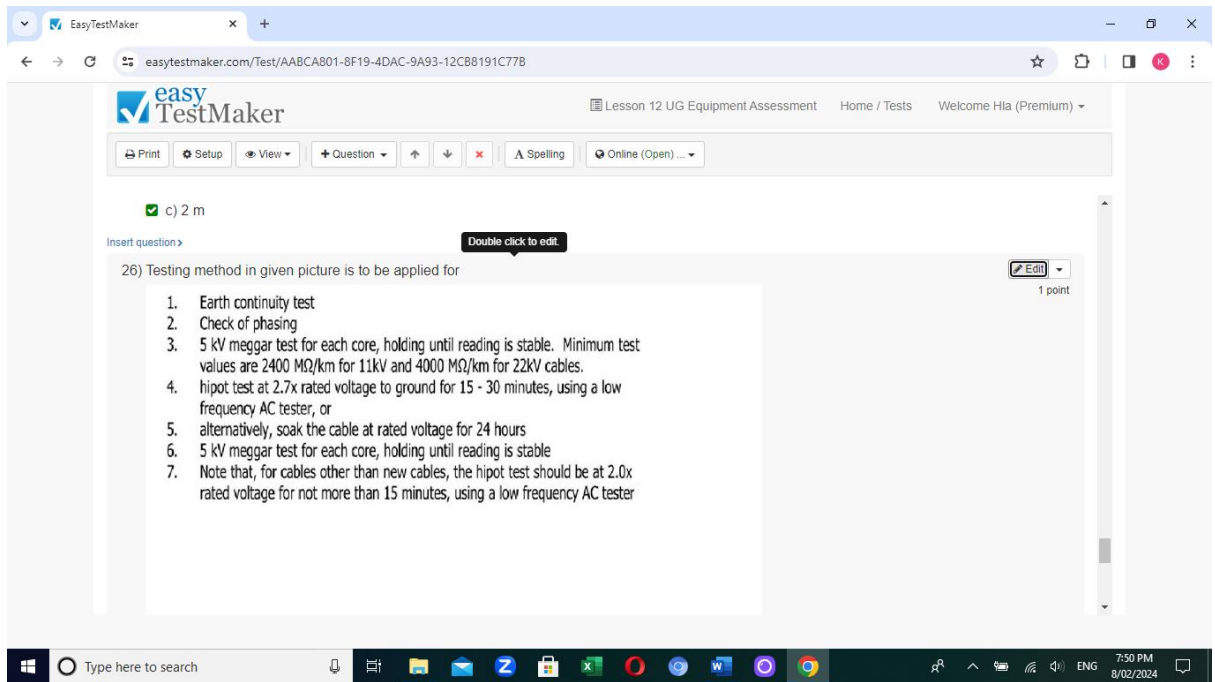 EasyTestMaker
easytestmaker.com/Test/AABCA801-8F19-4DAC-9A93-12CB8191C77B
K
easy
TestMaker
Lesson 12 UG Equipment Assessment Home / Tests Welcome Hla (Premium)
Print Setup View + Question A Spelling Online (Open) ...
c) 2 m
Insert question >
Double click to edit.
26) Testing method in given picture is to be applied for
Edit
1 point
1. Earth continuity test
2. Check of phasing
3. 5 kV meggar test for each core, holding until reading is stable. Minimum test
values are 2400 MΩ/km for 11kV and 4000 MΩ/km for 22kV cables.
4. hipot test at 2.7x rated voltage to ground for 15 - 30 minutes, using a low
frequency AC tester, or
5. alternatively, soak the cable at rated voltage for 24 hours
6. 5 kV meggar test for each core, holding until reading is stable
7. Note that, for cables other than new cables, the hipot test should be at 2.0x
rated voltage for not more than 15 minutes, using a low frequency AC tester
Type here to search
ENG
7:50 PM
8/02/2024